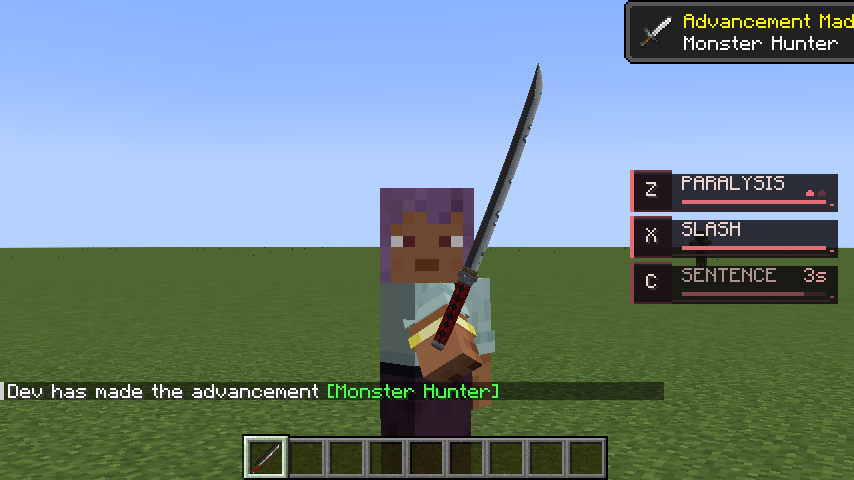 Advancement Mad
Monster Hunter
Z PARALYSIS
X SLASH
C SENTENCE 3s
Dev has made the advancement [Monster Hunter]